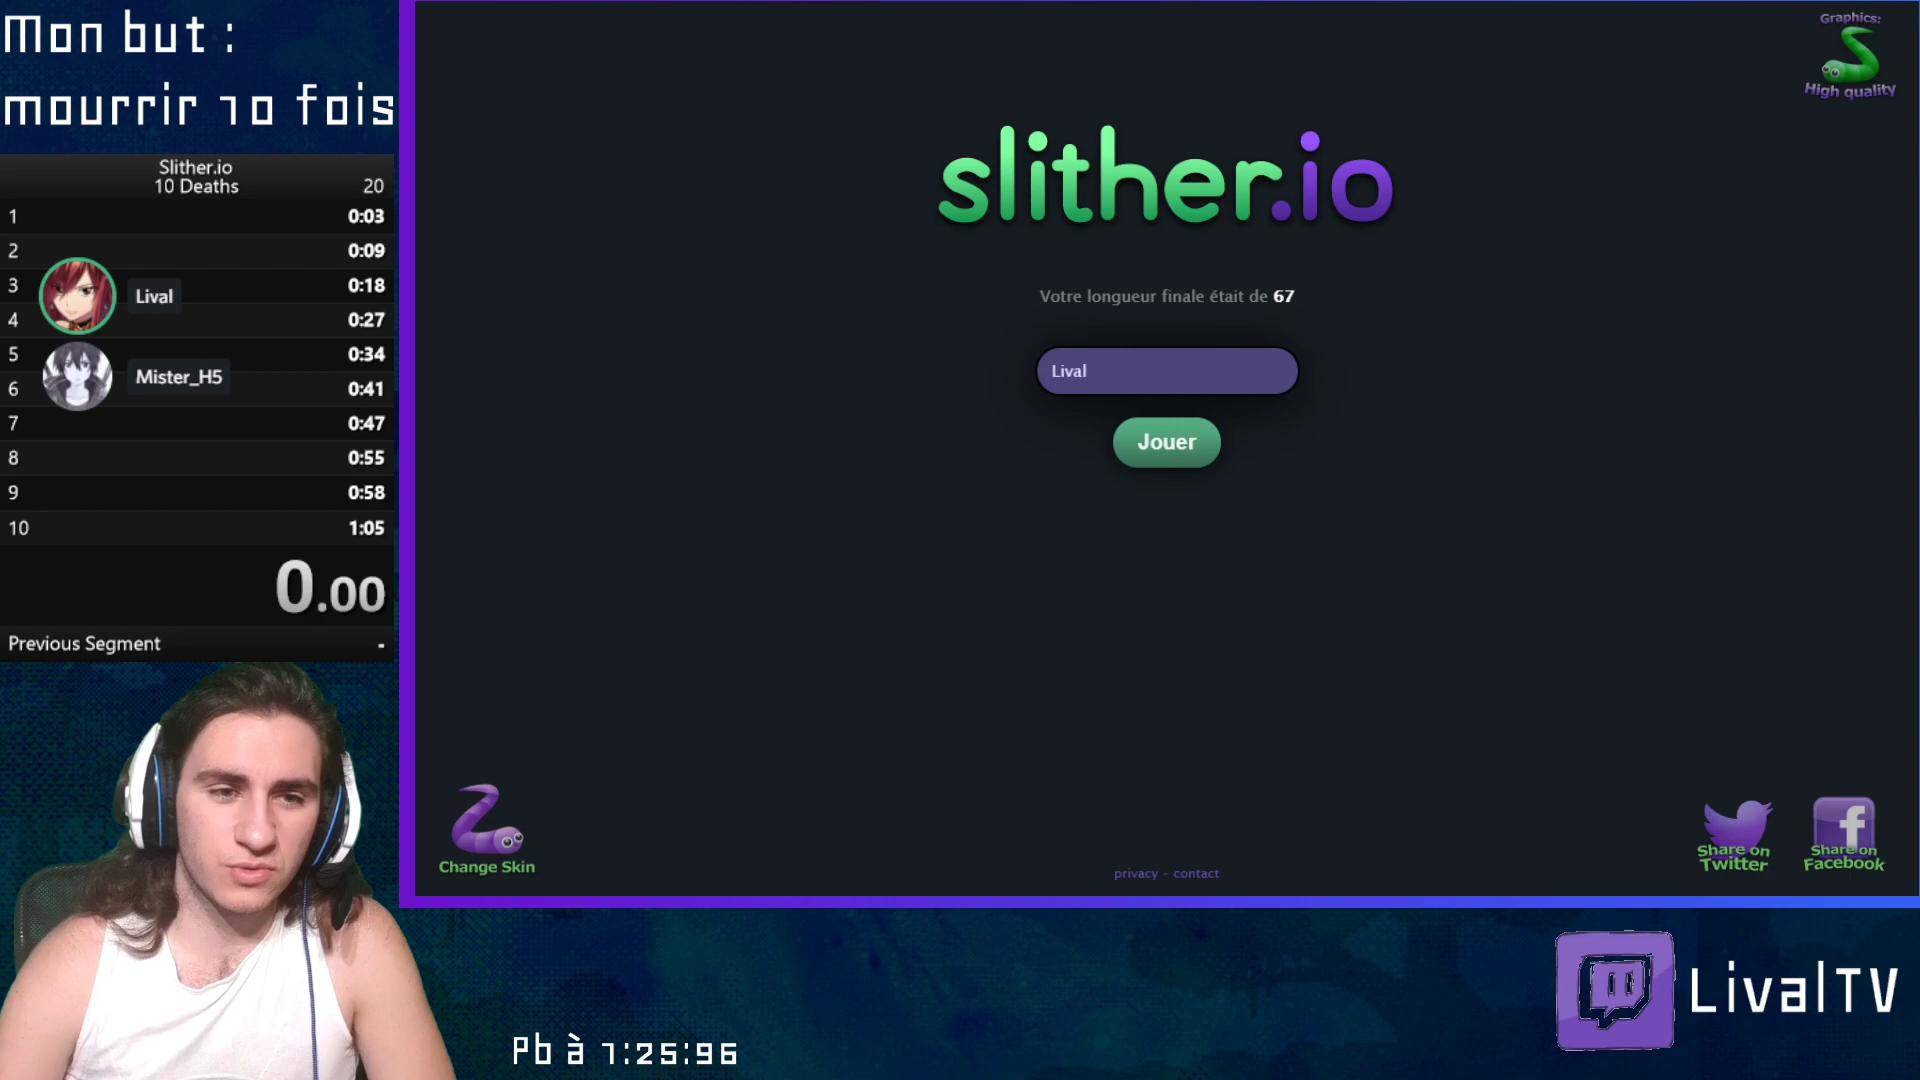 Mon but :
mourrir 10 fois
Slither.io
10 Deaths 20
1 0:03
2 0:09
3 0:18
Lival
4 0:27
5 0:34
Mister_H5
6 0:41
7 0:47
8 0:55
9 0:58
10 1:05
0.00
Previous Segment -
Graphics:
High quality
slither.io
Votre longueur finale était de 67
Lival
Jouer
Change Skin
privacy - contact
Share on
Twitter
Share on
Facebook
LivalTV
Pb à 1:25:96